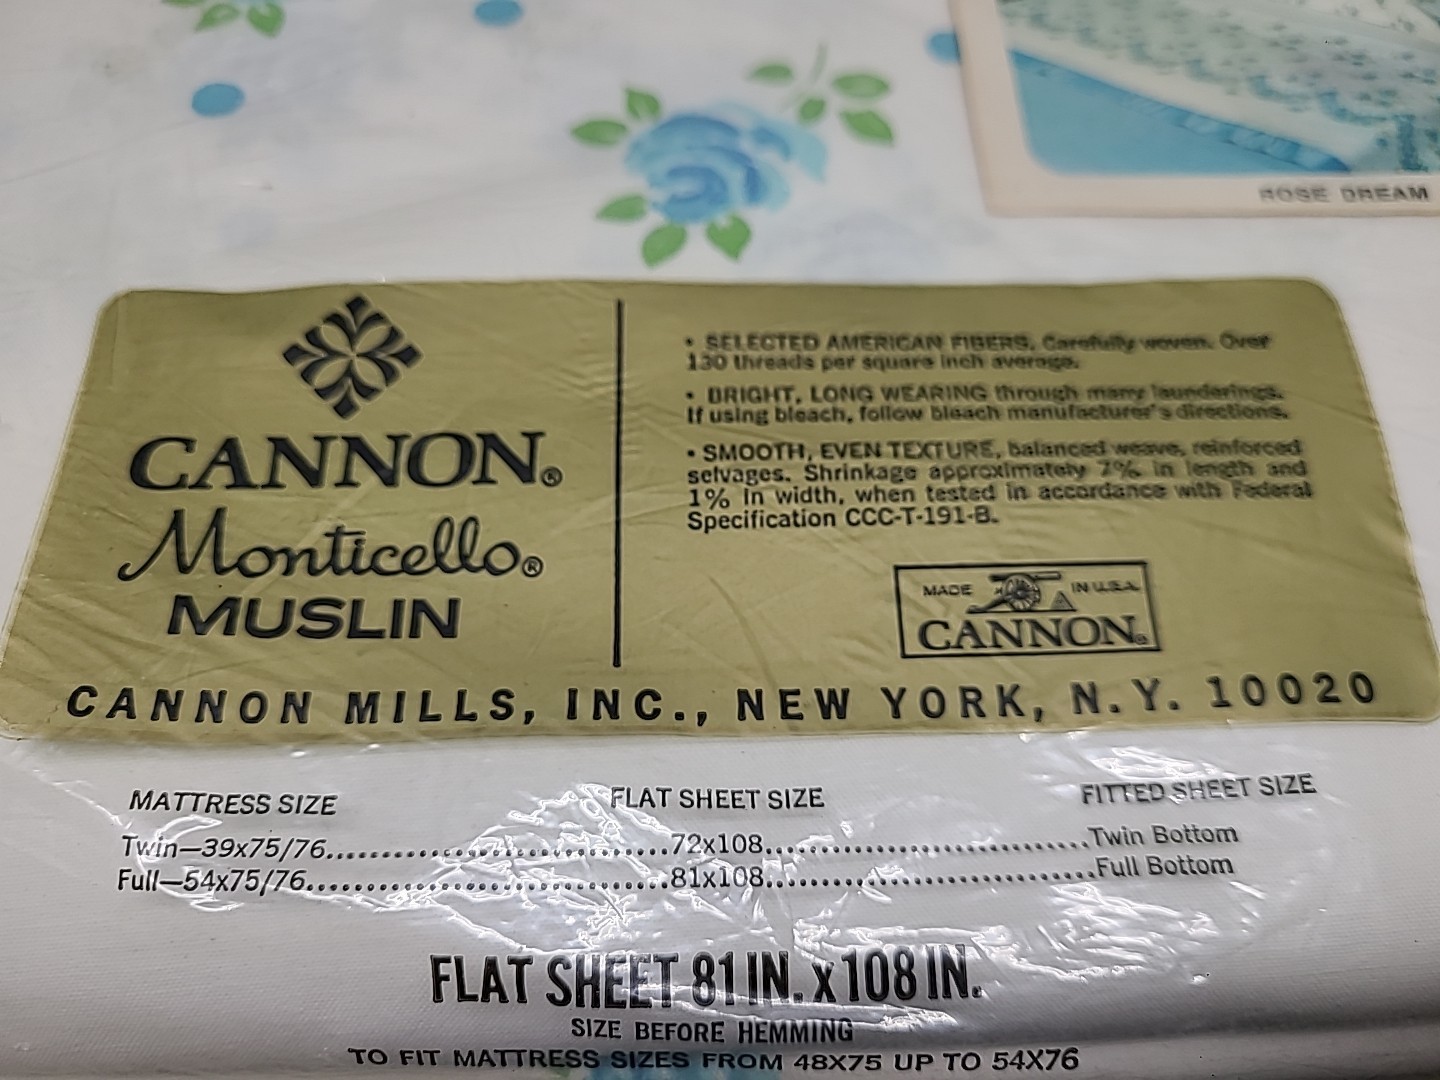 ROSE DREAM
CANNON®
Monticello®
MUSLIN
• SELECTED AMERICAN FIBERS. Carefully woven. Over
130 threads per square inch average.
• BRIGHT, LONG WEARING through many launderings.
If using bleach, follow bleach manufacturer's directions.
• SMOOTH, EVEN TEXTURE, balanced weave, reinforced
selvages. Shrinkage approximately 7% in length and
1% in width, when tested in accordance with Federal
Specification CCC-T-191-B.
MADE IN U.S.A.
CANNON®
CANNON MILLS, INC., NEW YORK, N.Y. 10020
MATTRESS SIZE FLAT SHEET SIZE FITTED SHEET SIZE
Twin—39x75/76..............................72x108..............................Twin Bottom
Full—54x75/76..............................81x108..............................Full Bottom
FLAT SHEET 81 IN. x 108 IN.
SIZE BEFORE HEMMING
TO FIT MATTRESS SIZES FROM 48X75 UP TO 54X76